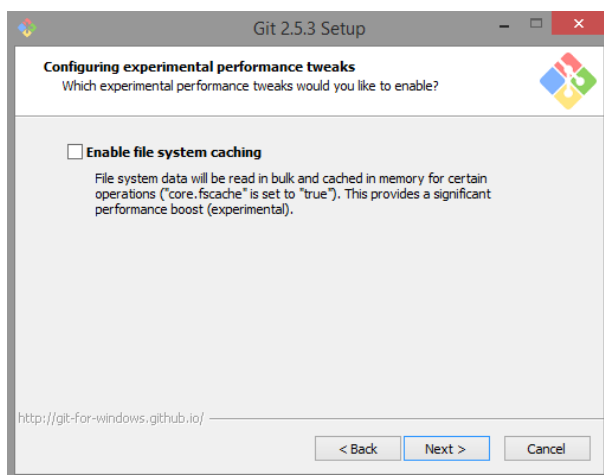 Git 2.5.3 Setup
Configuring experimental performance tweaks
Which experimental performance tweaks would you like to enable?
Enable file system caching
File system data will be read in bulk and cached in memory for certain
operations ("core.fscache" is set to "true"). This provides a significant
performance boost (experimental).
http://git-for-windows.github.io/
< Back Next > Cancel